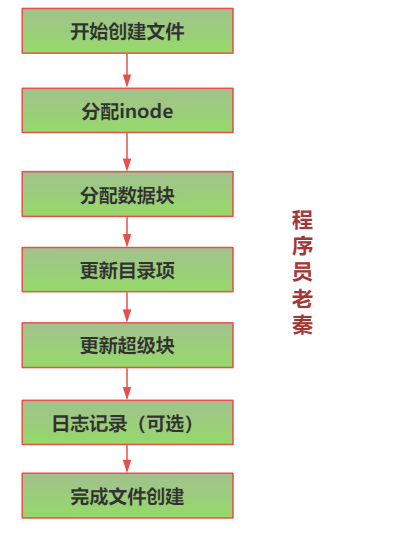 开始创建文件
分配inode
分配数据块
更新目录项
更新超级块
日志记录（可选）
完成文件创建
程序员老秦